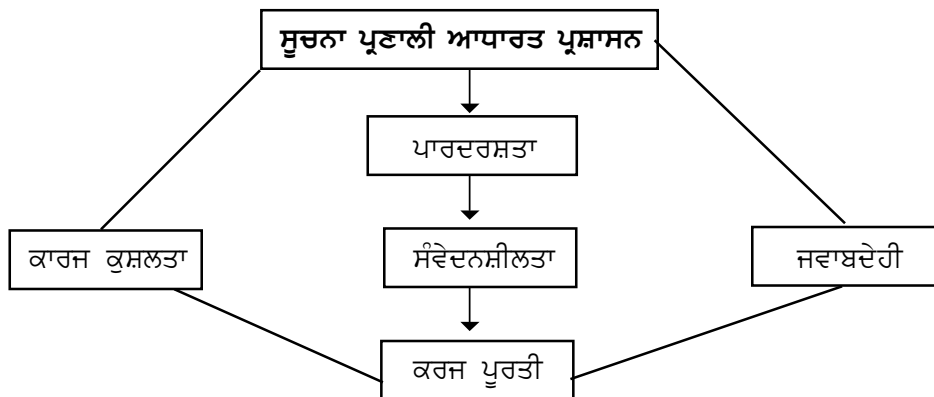 ਸੂਚਨਾ ਪ੍ਰਣਾਲੀ ਆਧਾਰਤ ਪ੍ਰਸ਼ਾਸਨ
ਪਾਰਦਰਸ਼ਤਾ
ਕਾਰਜ ਕੁਸ਼ਲਤਾ
ਸੰਵੇਦਨਸ਼ੀਲਤਾ
ਜਵਾਬਦੇਹੀ
ਕਰਜ ਪੂਰਤੀ